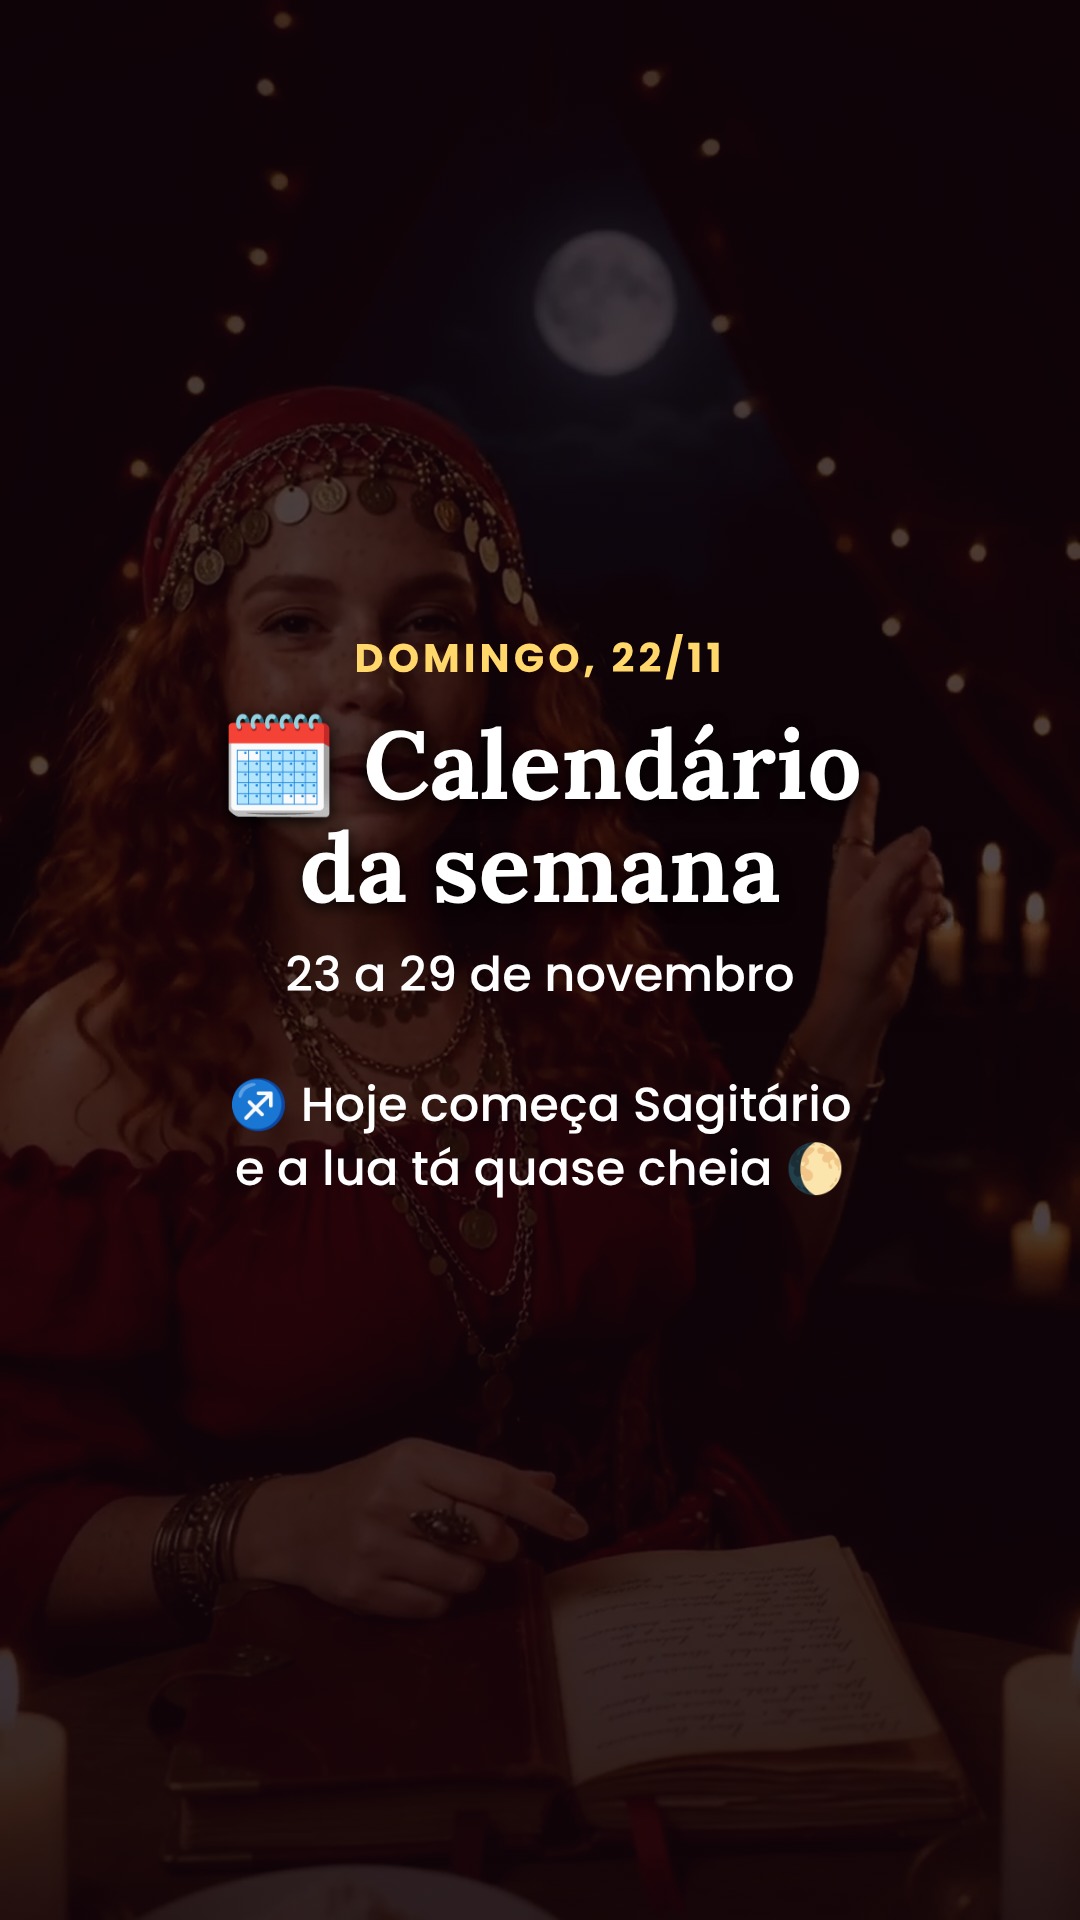 DOMINGO, 22/11
🗓️ Calendário
da semana
23 a 29 de novembro
♐ Hoje começa Sagitário
e a lua tá quase cheia 🌔